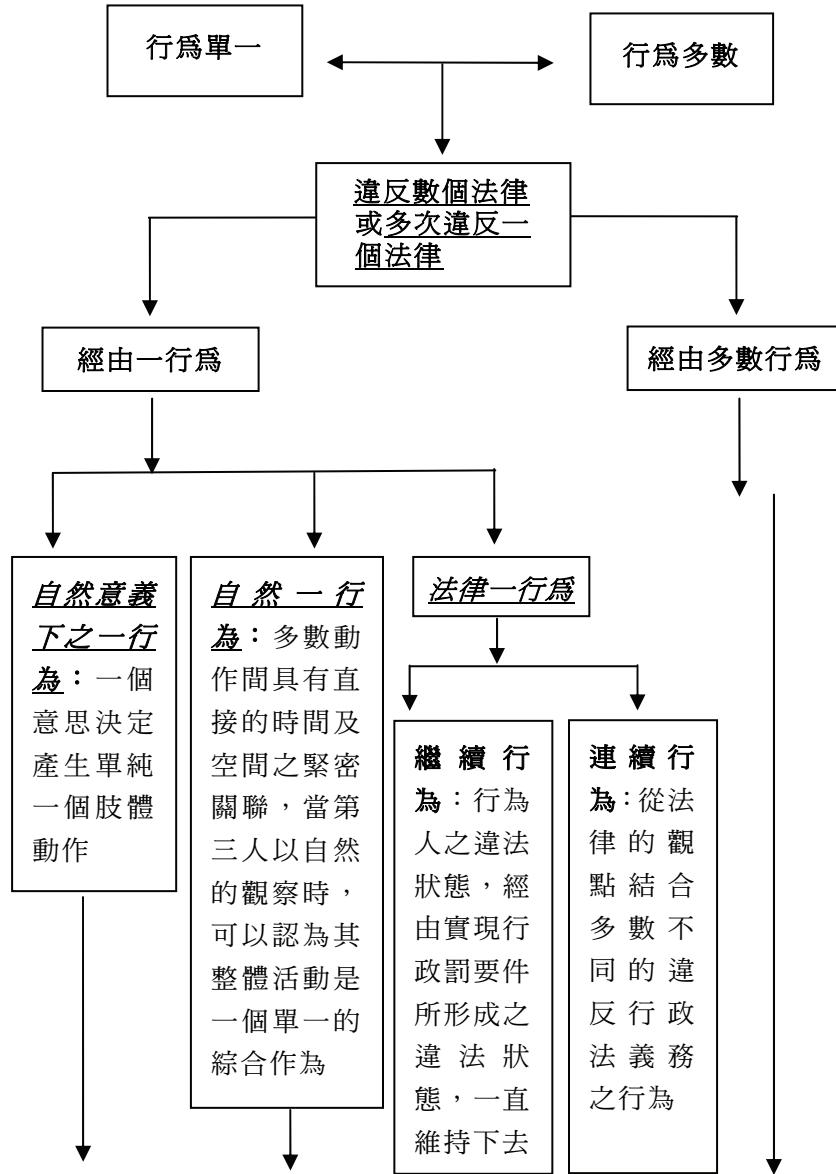 行為單一
行為多數
違反數個法律
或多次違反一
個法律
經由一行為
經由多數行為
自然意義
下之一行
為：一個
意思決定
產生單純
一個肢體
動作
自然一行
為：多數動
作間具有直
接的時間及
空間之緊密
關聯，當第
三人以自然
的觀察時，
可以認為其
整體活動是
一個單一的
綜合作為
法律一行為
繼續行
為：行為
人之違法
狀態，經
由實現行
政罰要件
所形成之
違法狀
態，一直
維持下去
連續行
為：從法
律的觀
點結合
多數不
同的違
反行政
法義務
之行為